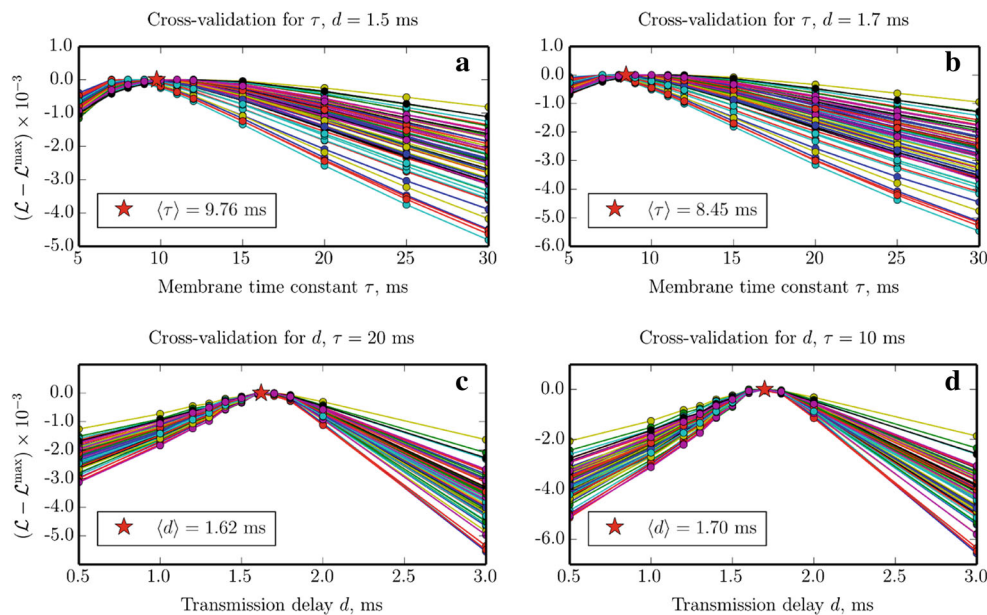 Cross-validation for τ, d = 1.5 ms
Cross-validation for τ, d = 1.7 ms
a
b
(ℒ − ℒ^max) × 10^−3
1.0
0.0
-1.0
-2.0
-3.0
-4.0
-5.0
1.0
0.0
-1.0
-2.0
-3.0
-4.0
-5.0
-6.0
⟨τ⟩ = 9.76 ms
⟨τ⟩ = 8.45 ms
5 10 15 20 25 30
5 10 15 20 25 30
Membrane time constant τ, ms
Membrane time constant τ, ms
Cross-validation for d, τ = 20 ms
Cross-validation for d, τ = 10 ms
c
d
(ℒ − ℒ^max) × 10^−3
0.0
-1.0
-2.0
-3.0
-4.0
-5.0
0.0
-2.0
-4.0
-6.0
⟨d⟩ = 1.62 ms
⟨d⟩ = 1.70 ms
0.5 1.0 1.5 2.0 2.5 3.0
0.5 1.0 1.5 2.0 2.5 3.0
Transmission delay d, ms
Transmission delay d, ms